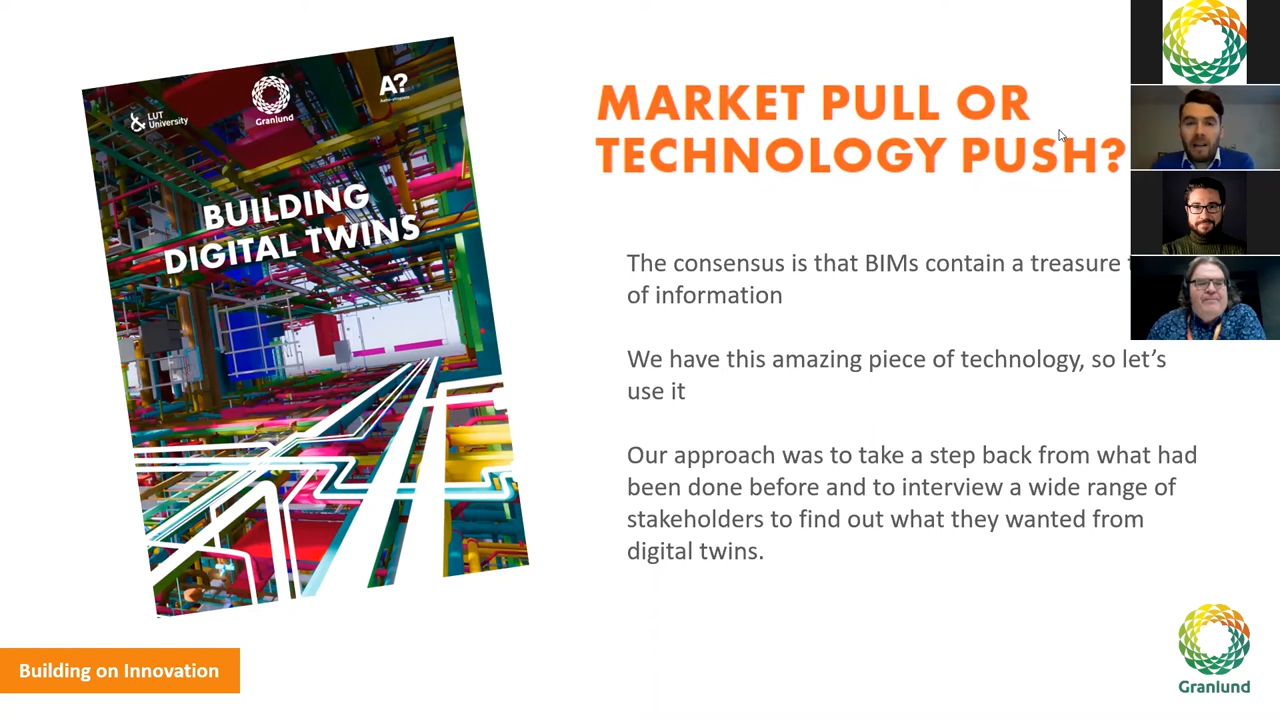 LUT
University
Granlund
A?
BUILDING
DIGITAL TWINS
MARKET PULL OR
TECHNOLOGY PUSH?
The consensus is that BIMs contain a treasure
of information
We have this amazing piece of technology, so let's
use it
Our approach was to take a step back from what had
been done before and to interview a wide range of
stakeholders to find out what they wanted from
digital twins.
Building on Innovation
Granlund